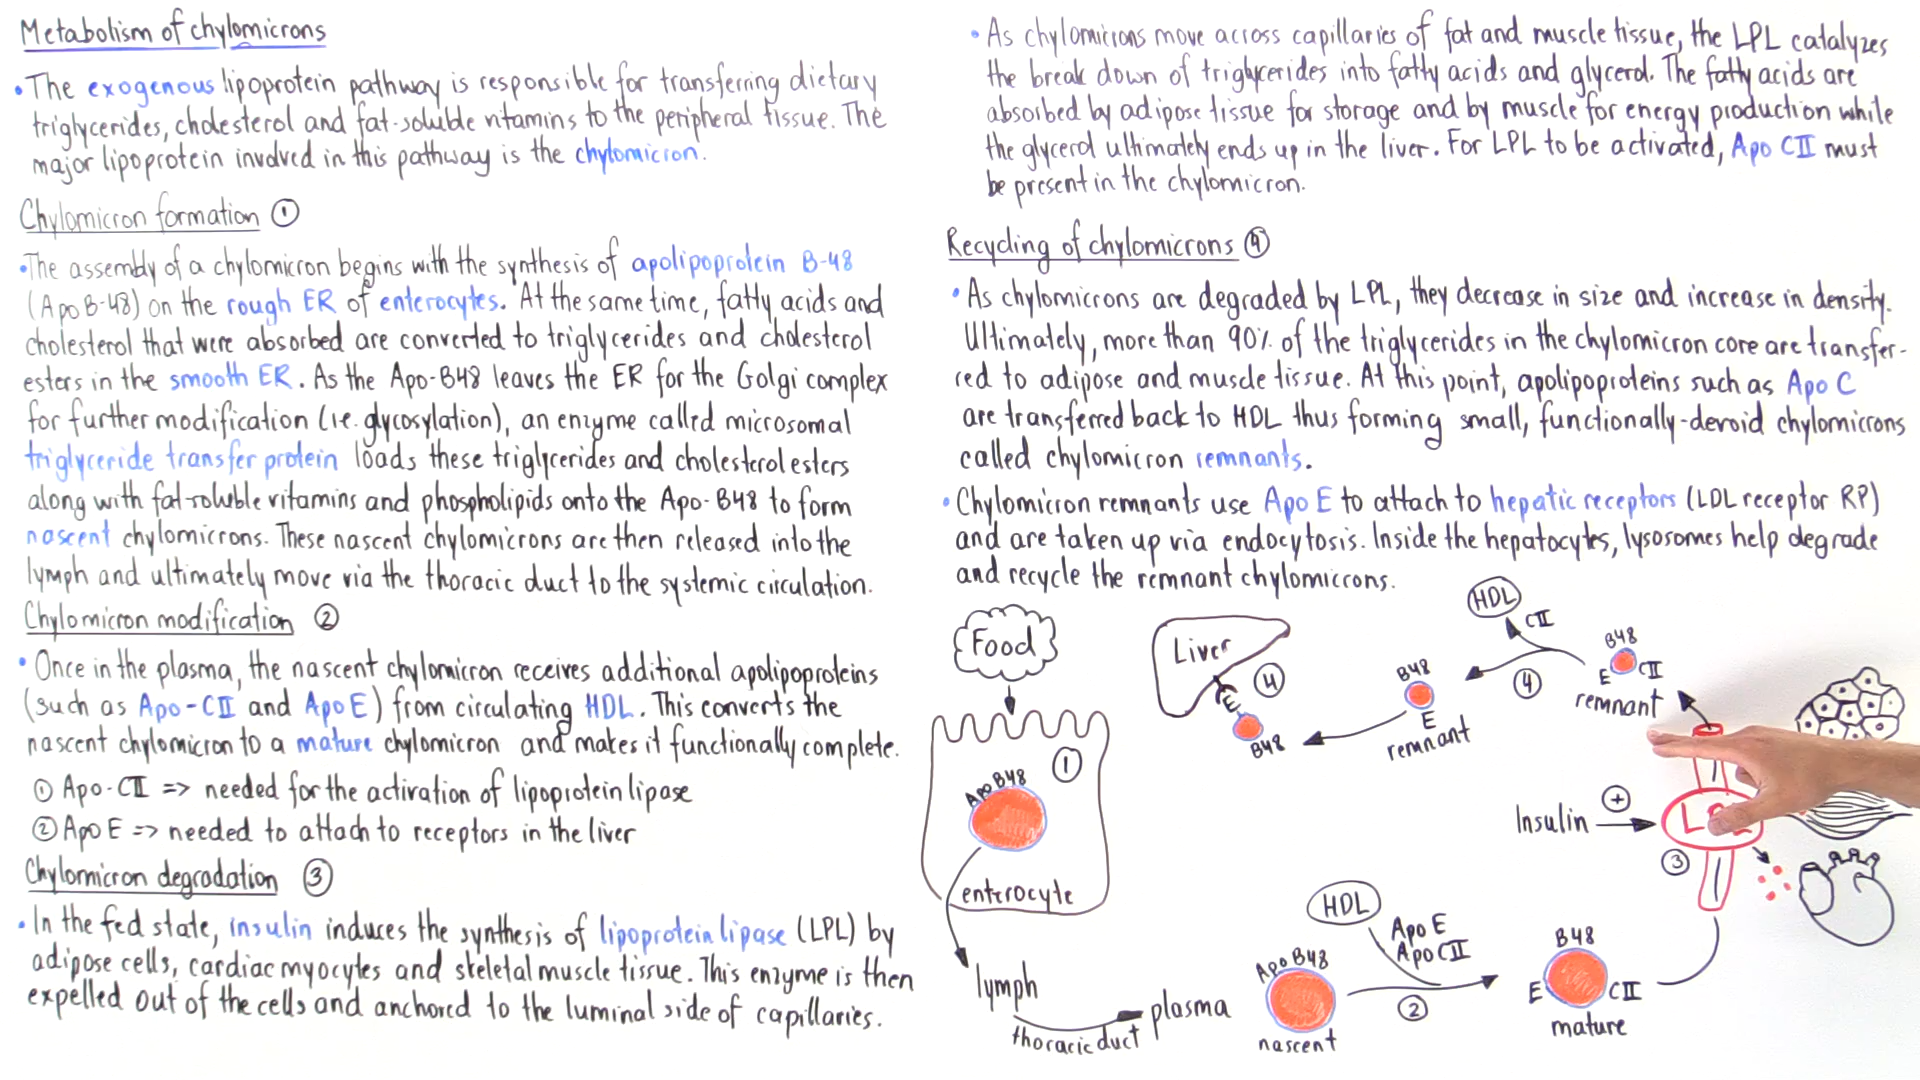 Metabolism of chylomicrons
• The exogenous lipoprotein pathway is responsible for transferring dietary
triglycerides, cholesterol and fat-soluble vitamins to the peripheral tissue. The
major lipoprotein involved in this pathway is the chylomicron.
Chylomicron formation ①
• The assembly of a chylomicron begins with the synthesis of apolipoprotein B-48
(Apo B-48) on the rough ER of enterocytes. At the same time, fatty acids and
cholesterol that were absorbed are converted to triglycerides and cholesterol
esters in the smooth ER. As the Apo-B48 leaves the ER for the Golgi complex
for further modification (i.e. glycosylation), an enzyme called microsomal
triglyceride transfer protein loads these triglycerides and cholesterol esters
along with fat-soluble vitamins and phospholipids onto the Apo-B48 to form
nascent chylomicrons. These nascent chylomicrons are then released into the
lymph and ultimately move via the thoracic duct to the systemic circulation.
Chylomicron modification ②
• Once in the plasma, the nascent chylomicron receives additional apolipoproteins
(such as Apo-CII and Apo E) from circulating HDL. This converts the
nascent chylomicron to a mature chylomicron and makes it functionally complete.
① Apo-CII => needed for the activation of lipoprotein lipase
② Apo E => needed to attach to receptors in the liver
Chylomicron degradation ③
• In the fed state, insulin induces the synthesis of lipoprotein lipase (LPL) by
adipose cells, cardiac myocytes and skeletal muscle tissue. This enzyme is then
expelled out of the cells and anchored to the luminal side of capillaries.
• As chylomicrons move across capillaries of fat and muscle tissue, the LPL catalyzes
the break down of triglycerides into fatty acids and glycerol. The fatty acids are
absorbed by adipose tissue for storage and by muscle for energy production while
the glycerol ultimately ends up in the liver. For LPL to be activated, Apo CII must
be present in the chylomicron.
Recycling of chylomicrons ④
• As chylomicrons are degraded by LPL, they decrease in size and increase in density.
Ultimately, more than 90% of the triglycerides in the chylomicron core are transfer-
red to adipose and muscle tissue. At this point, apolipoproteins such as Apo C
are transferred back to HDL thus forming small, functionally-devoid chylomicrons
called chylomicron remnants.
• Chylomicron remnants use Apo E to attach to hepatic receptors (LDL receptor RP)
and are taken up via endocytosis. Inside the hepatocytes, lysosomes help degrade
and recycle the remnant chylomicrons.
Food
Apo B48
①
enterocyte
lymph
thoracic duct
plasma
Apo B48
nascent
HDL
Apo E
Apo CII
②
B48
E
CII
mature
Insulin
+
③
B48
E
CII
remnant
HDL
CII
④
B48
E
remnant
Liver
④
E
B48